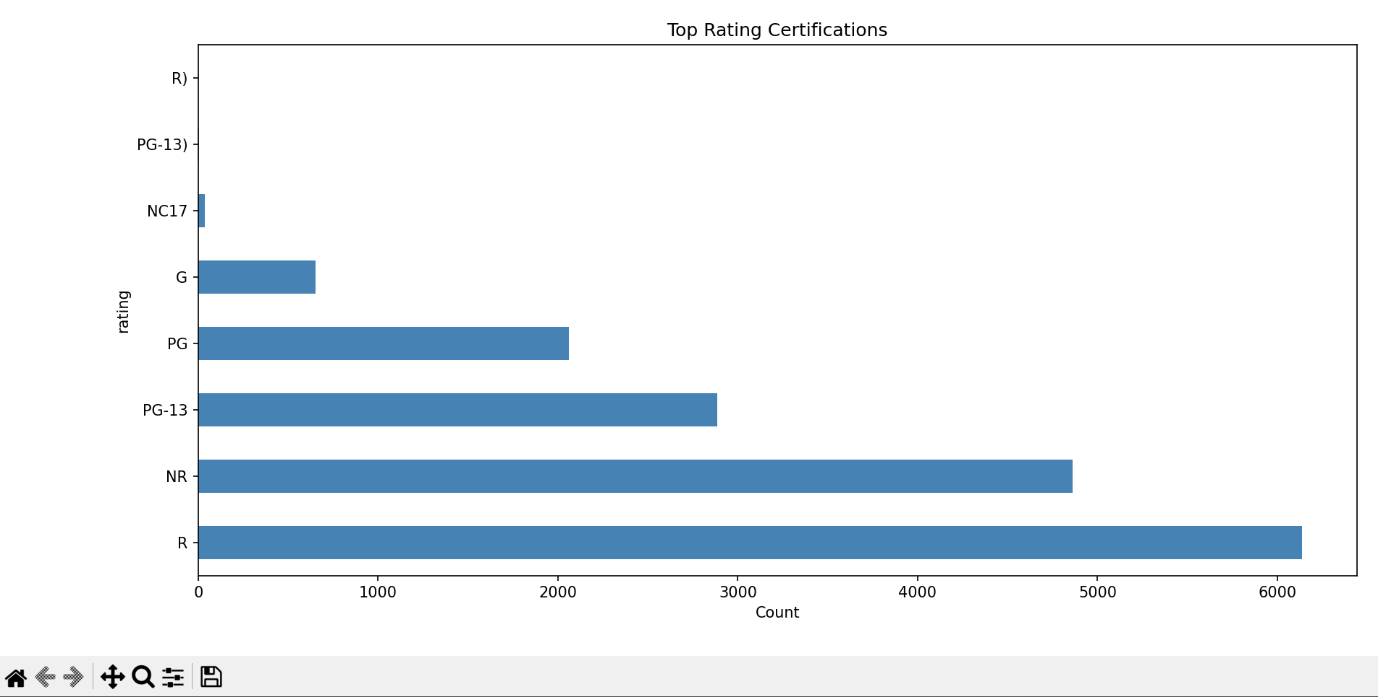 Top Rating Certifications
R)
PG-13)
NC17
G
PG
PG-13
NR
R
rating
0 1000 2000 3000 4000 5000 6000
Count